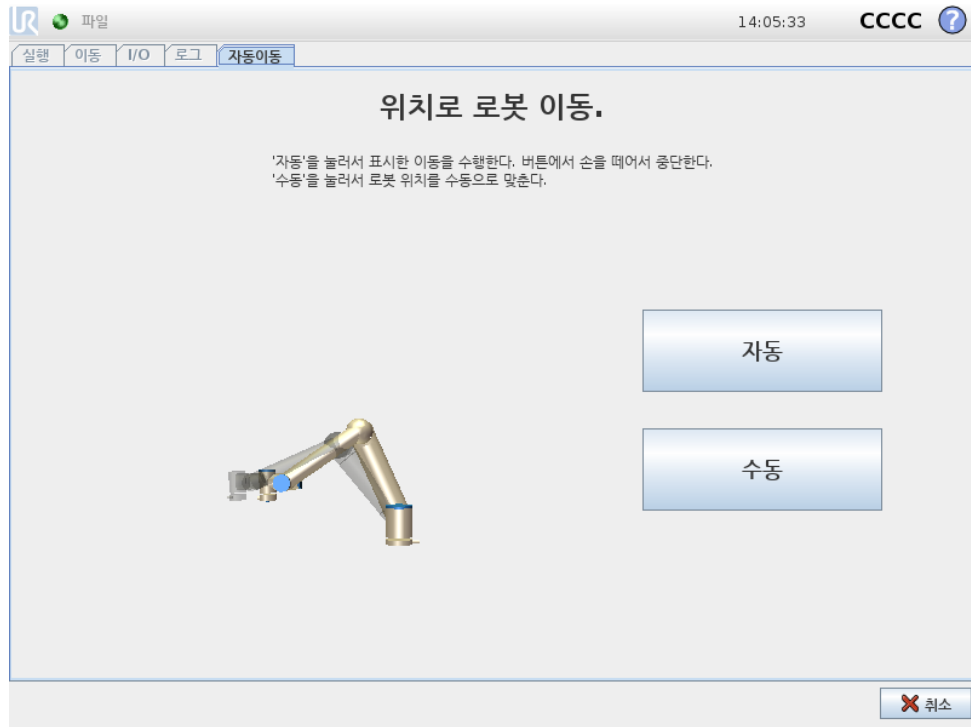 UR 파일 14:05:33 CCCC ?
실행 이동 I/O 로그 자동이동
위치로 로봇 이동.
'자동'을 눌러서 표시한 이동을 수행한다. 버튼에서 손을 떼어서 중단한다.
'수동'을 눌러서 로봇 위치를 수동으로 맞춘다.
자동
수동
취소